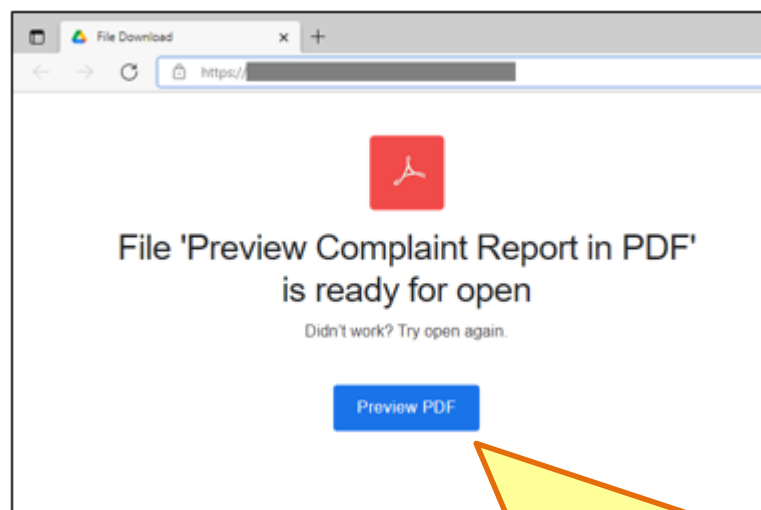 File Download
https://
File 'Preview Complaint Report in PDF'
is ready for open
Didn't work? Try open again.
Preview PDF